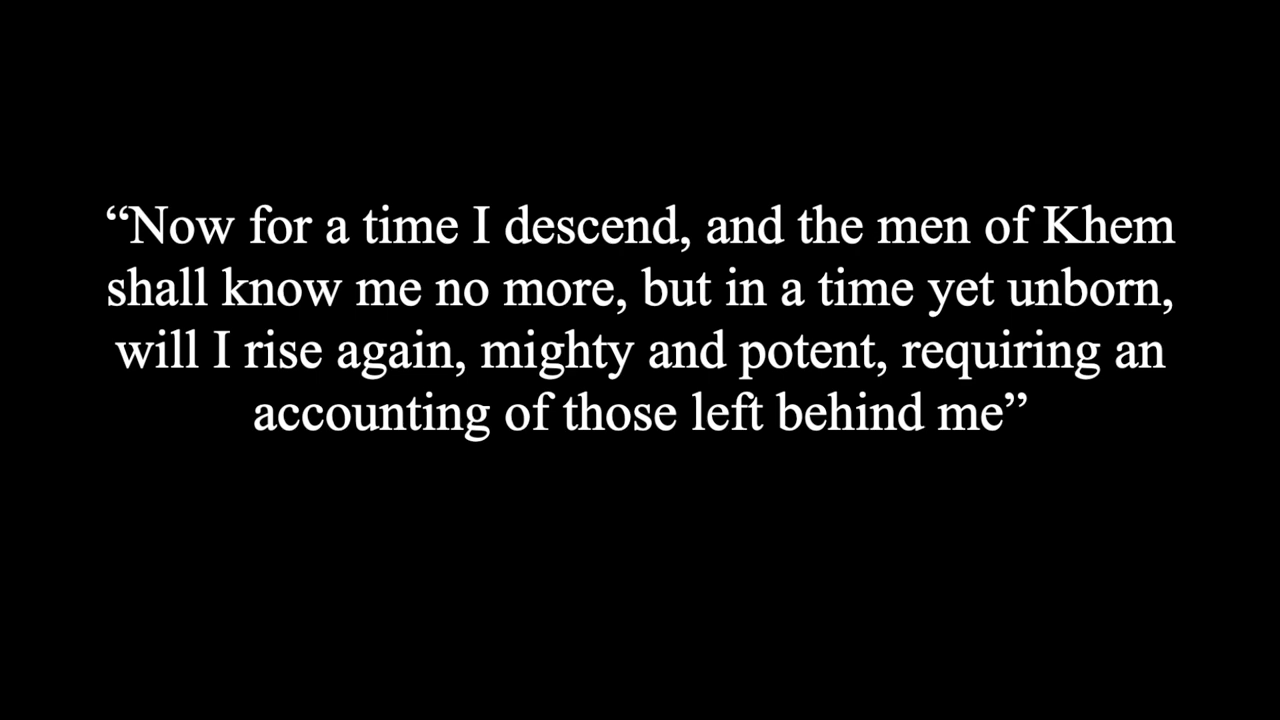 “Now for a time I descend, and the men of Khem
shall know me no more, but in a time yet unborn,
will I rise again, mighty and potent, requiring an
accounting of those left behind me”